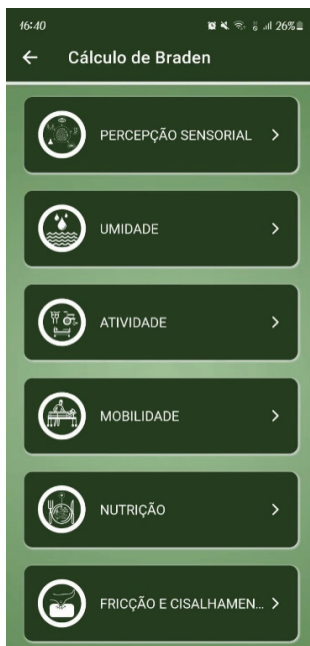 16:40
26%
Cálculo de Braden
PERCEPÇÃO SENSORIAL
UMIDADE
ATIVIDADE
MOBILIDADE
NUTRIÇÃO
FRICÇÃO E CISALHAMEN...